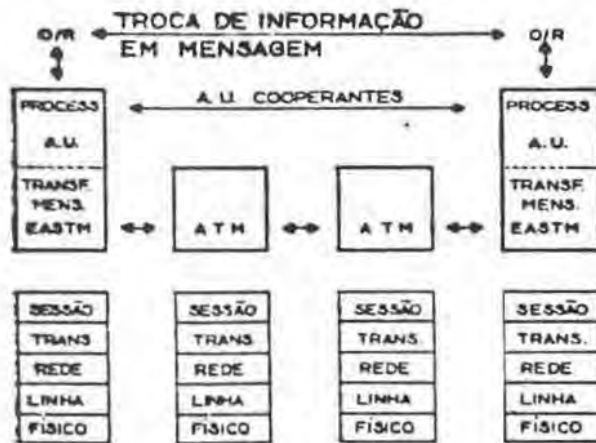 TROCA DE INFORMAÇÃO
O/R O/R
EM MENSAGEM
PROCESS A.U. COOPERANTES PROCESS
A.U. A.U.
TRANSF. TRANSF.
MENS. MENS.
EASTM ATM ATM EASTM
SESSÃO SESSÃO SESSÃO SESSÃO
TRANS TRANS. TRANS. TRANS.
REDE REDE REDE REDE
LINHA LINHA LINHA LINHA
FÍSICO FÍSICO FÍSICO FÍSICO